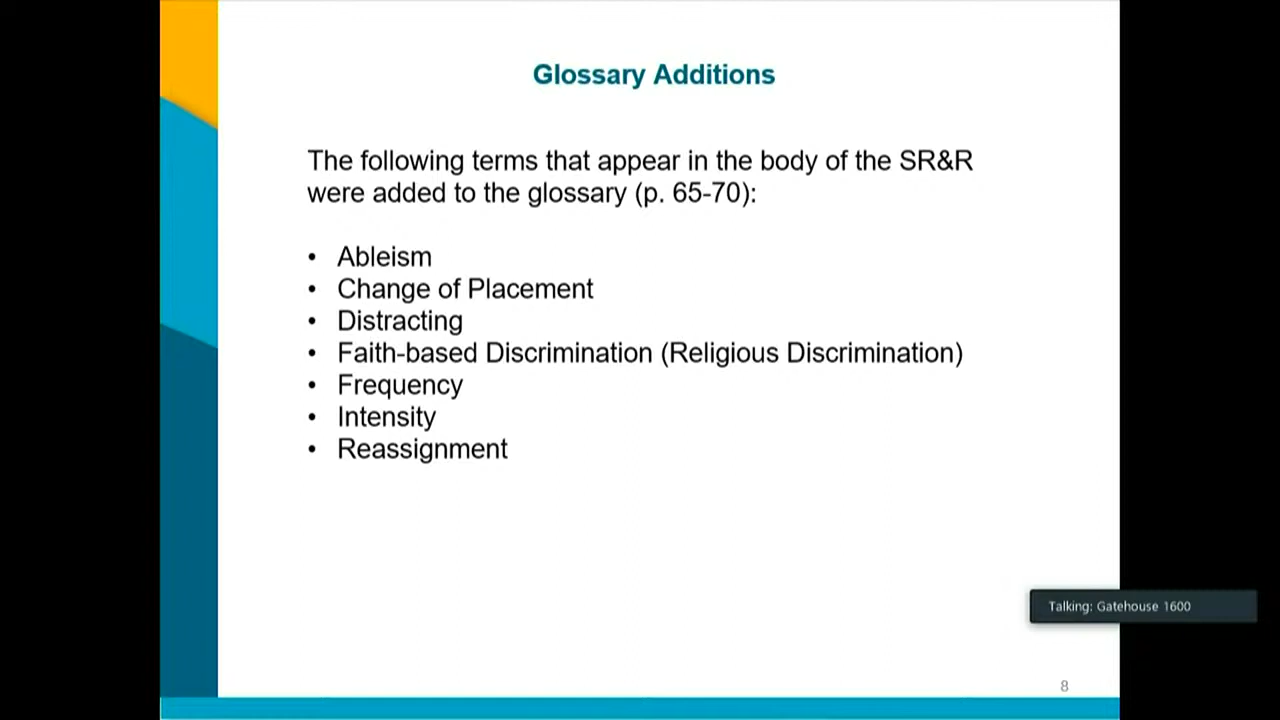 Glossary Additions
The following terms that appear in the body of the SR&R
were added to the glossary (p. 65-70):
• Ableism
• Change of Placement
• Distracting
• Faith-based Discrimination (Religious Discrimination)
• Frequency
• Intensity
• Reassignment
Talking: Gatehouse 1600
8